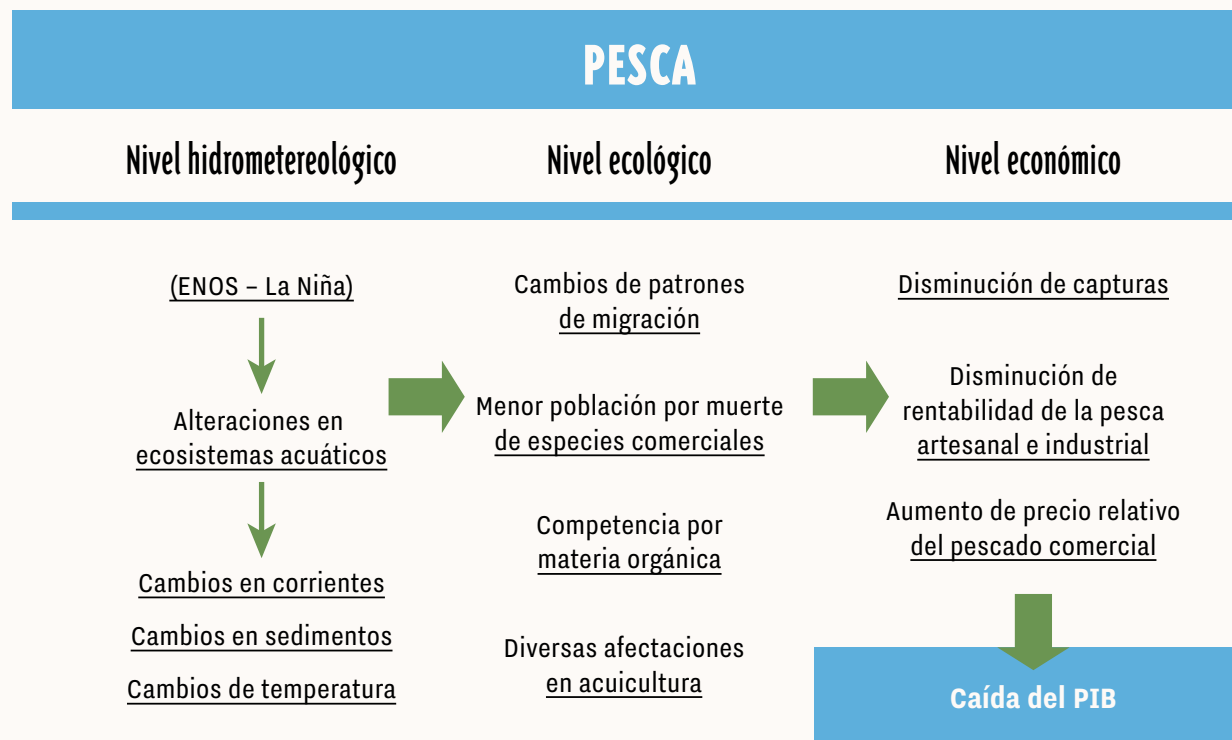 PESCA
Nivel hidrometereológico
Nivel ecológico
Nivel económico
(ENOS – La Niña)
Alteraciones en
ecosistemas acuáticos
Cambios en corrientes
Cambios en sedimentos
Cambios de temperatura
Cambios de patrones
de migración
Menor población por muerte
de especies comerciales
Competencia por
materia orgánica
Diversas afectaciones
en acuicultura
Disminución de capturas
Disminución de
rentabilidad de la pesca
artesanal e industrial
Aumento de precio relativo
del pescado comercial
Caída del PIB